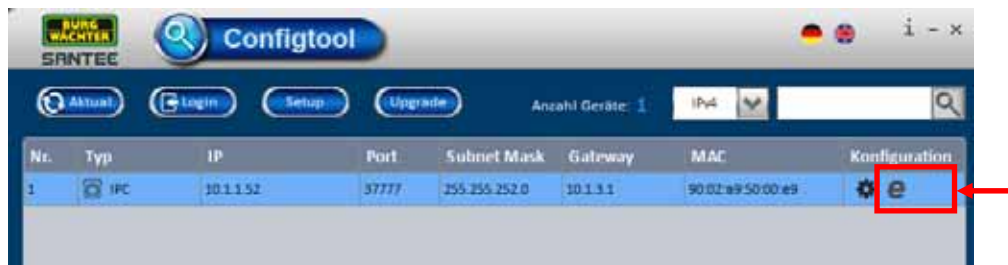 BURG
WÄCHTER
SANTEE
Configtool
i - ×
Aktual. Login Setup Upgrade Anzahl Geräte: 1 IPv4
Nr. Typ IP Port Subnet Mask Gateway MAC Konfiguration
1 IPC 10.1.1.52 37777 255.255.252.0 10.1.3.1 90:02:a9:50:00:e9 e